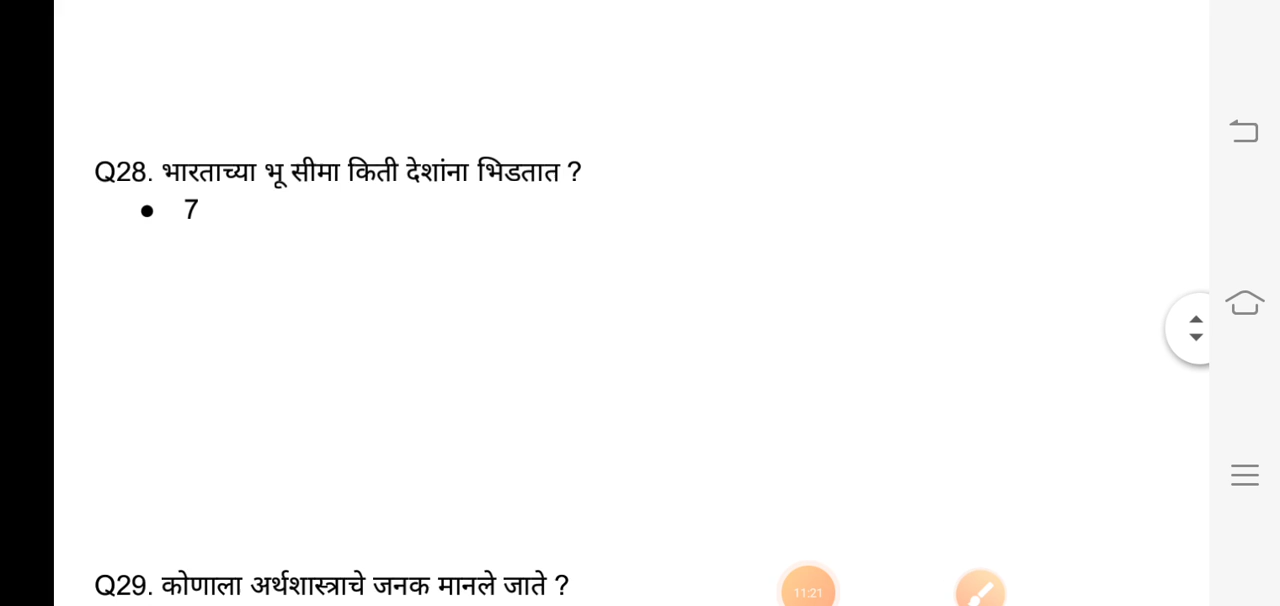 Q28. भारताच्या भू सीमा किती देशांना भिडतात ?
● 7
Q29. कोणाला अर्थशास्त्राचे जनक मानले जाते ?
11:21